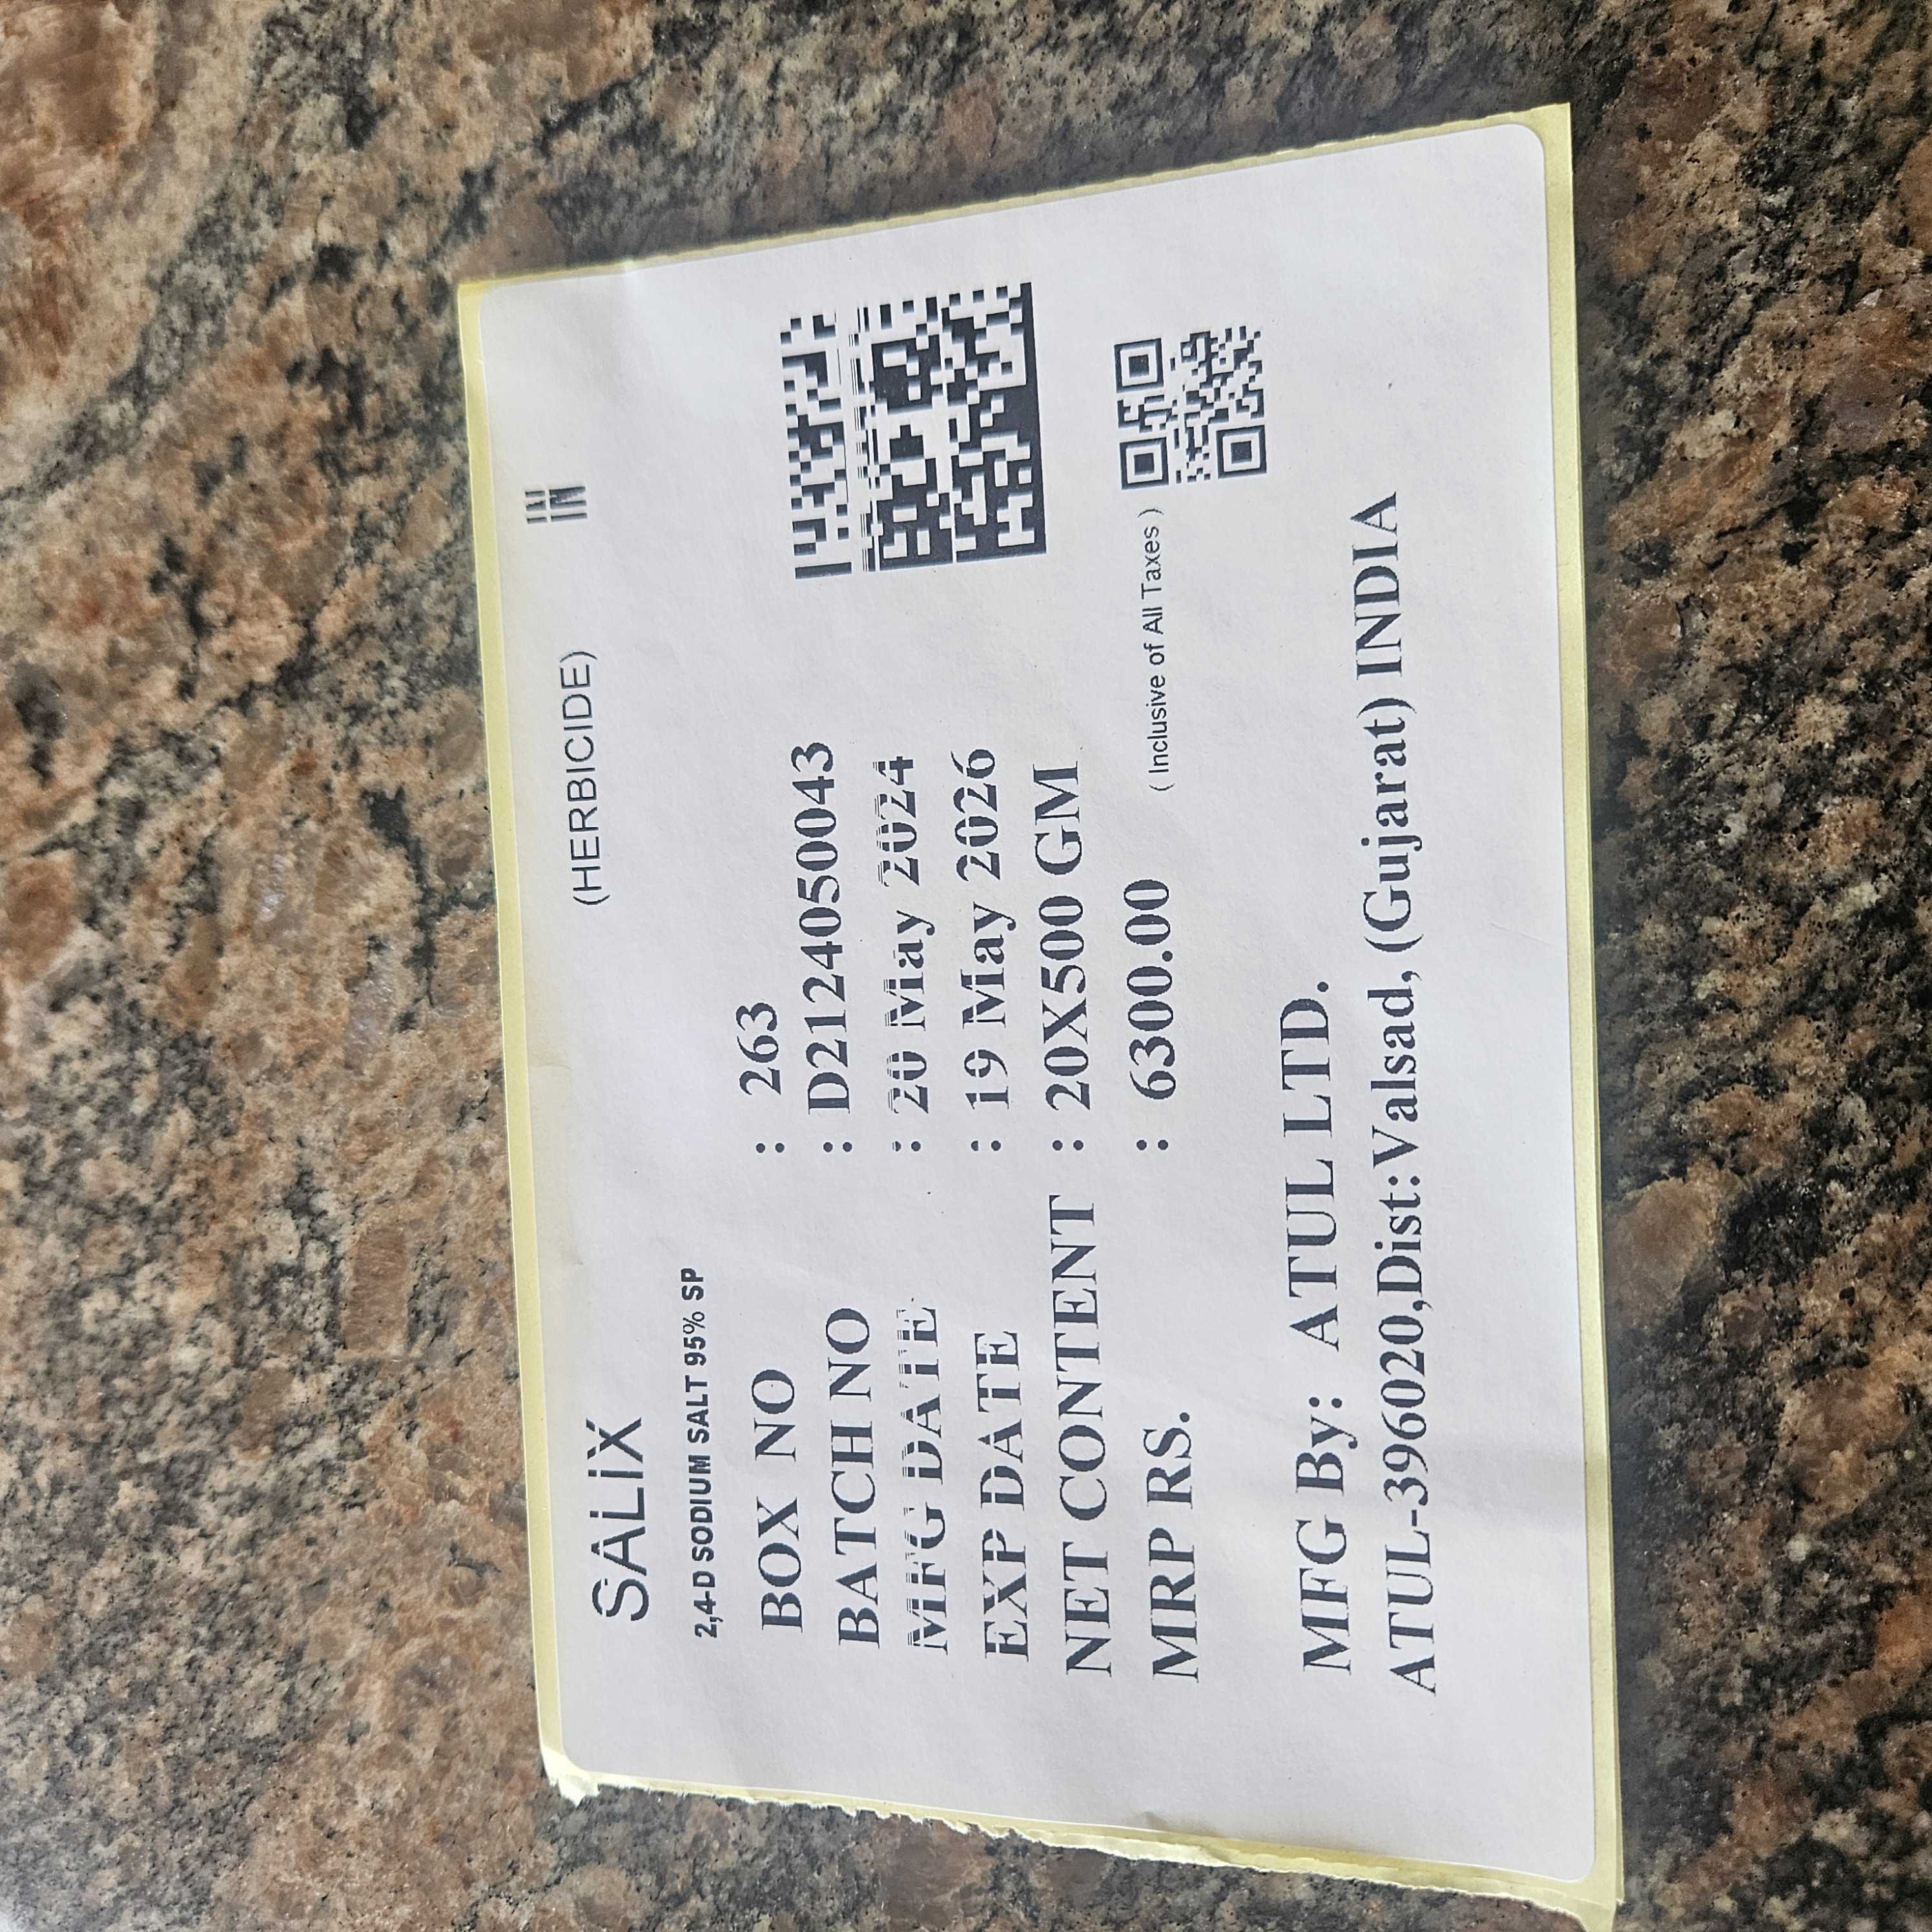 SALIX (HERBICIDE) IN
2,4-D SODIUM SALT 95% SP
BOX NO : 263
BATCH NO : D2124050043
MFG DATE : 20 May 2024
EXP DATE : 19 May 2026
NET CONTENT : 20X500 GM
MRP RS. : 6300.00 ( Inclusive of All Taxes )
MFG By: ATUL LTD.
ATUL-396020,Dist:Valsad, (Gujarat) INDIA